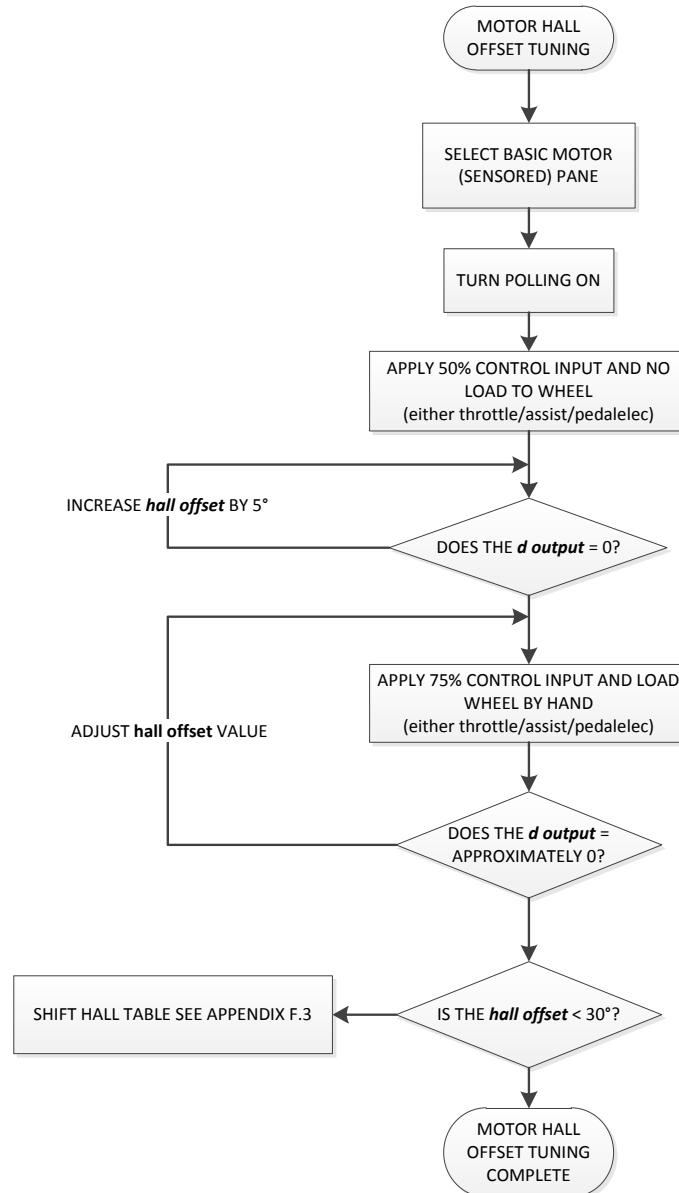 MOTOR HALL
OFFSET TUNING
SELECT BASIC MOTOR
(SENSORED) PANE
TURN POLLING ON
APPLY 50% CONTROL INPUT AND NO
LOAD TO WHEEL
(either throttle/assist/pedalelec)
INCREASE hall offset BY 5°
DOES THE d output = 0?
APPLY 75% CONTROL INPUT AND LOAD
WHEEL BY HAND
(either throttle/assist/pedalelec)
ADJUST hall offset VALUE
DOES THE d output =
APPROXIMATELY 0?
SHIFT HALL TABLE SEE APPENDIX F.3
IS THE hall offset < 30°?
MOTOR HALL
OFFSET TUNING
COMPLETE